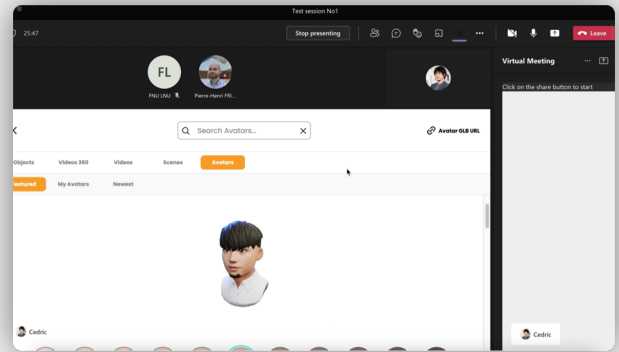 Test session No1
25:47
Stop presenting
Leave
FL
FNU LNU
Pierre-Henri FRI...
Virtual Meeting
Click on the share button to start
Search Avatars...
Avatar GLB URL
Objects
Videos 360
Videos
Scenes
Avatars
Featured
My Avatars
Newest
Cedric
Cedric